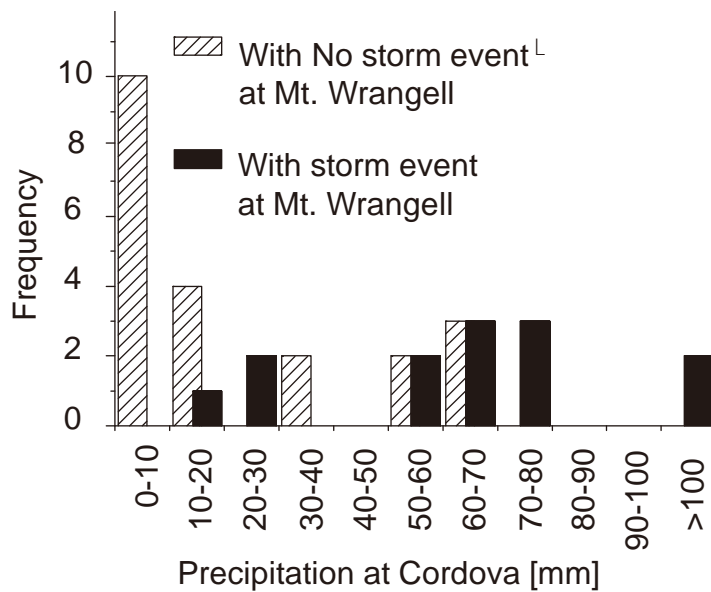 With No storm event└
at Mt. Wrangell
With storm event
at Mt. Wrangell
Frequency
10
8
6
4
2
0
0-10
10-20
20-30
30-40
40-50
50-60
60-70
70-80
80-90
90-100
>100
Precipitation at Cordova [mm]